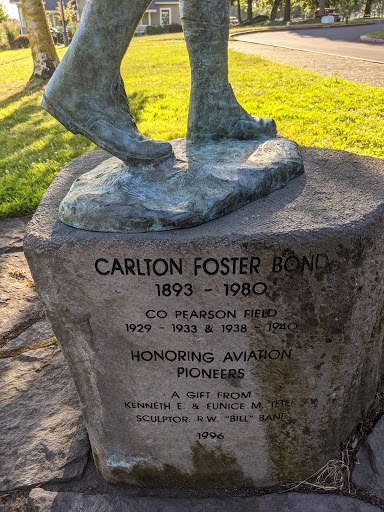 CARLTON FOSTER BOND
1893 - 1980
CO PEARSON FIELD
1929 - 1933 & 1938 - 1940
HONORING AVIATION
PIONEERS
A GIFT FROM
KENNETH E. & EUNICE M.
SCULPTOR: R.W. "BILL" BANE
1996